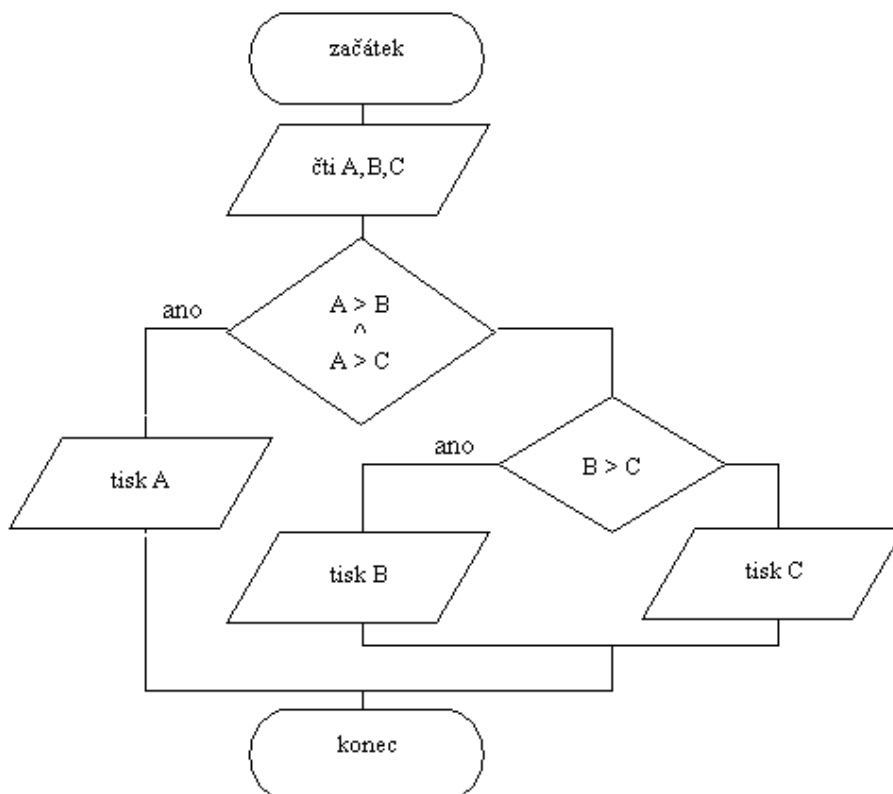 začátek
čti A,B,C
A > B
^
A > C
ano
B > C
ano
tisk A
tisk B
tisk C
konec